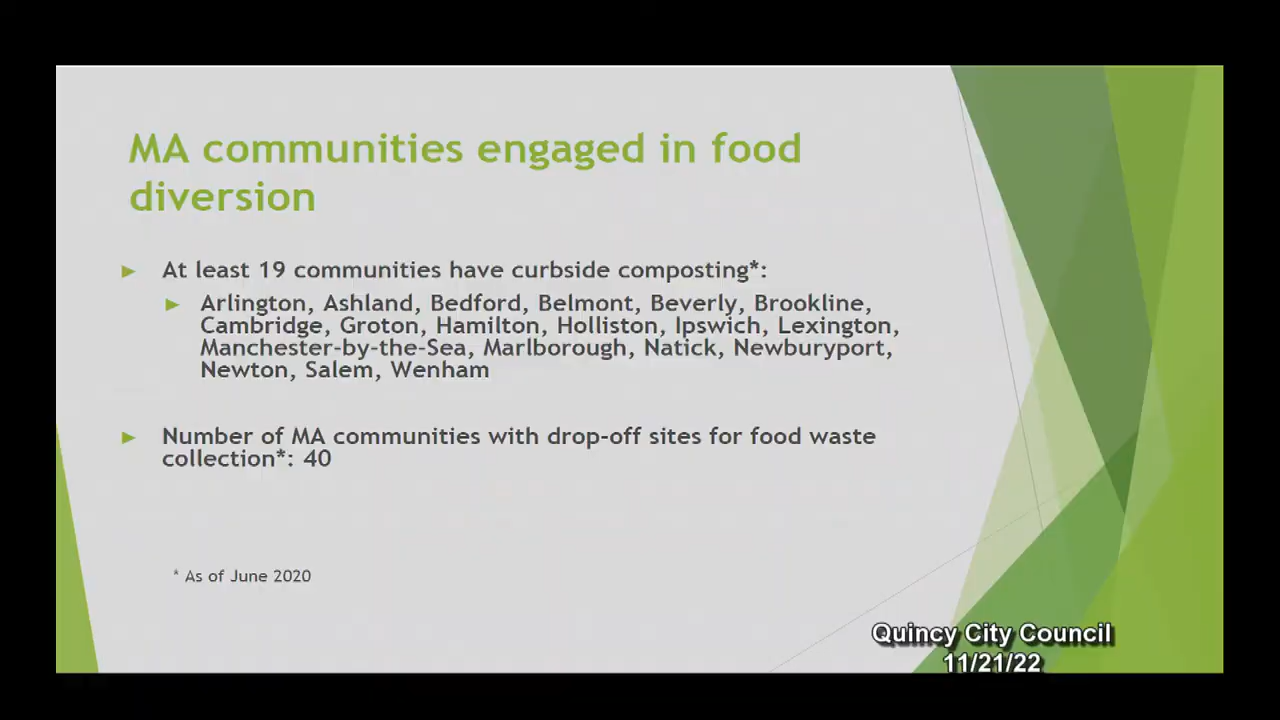 MA communities engaged in food
diversion
At least 19 communities have curbside composting*:
Arlington, Ashland, Bedford, Belmont, Beverly, Brookline,
Cambridge, Groton, Hamilton, Holliston, Ipswich, Lexington,
Manchester-by-the-Sea, Marlborough, Natick, Newburyport,
Newton, Salem, Wenham
Number of MA communities with drop-off sites for food waste
collection*: 40
* As of June 2020
Quincy City Council
11/21/22